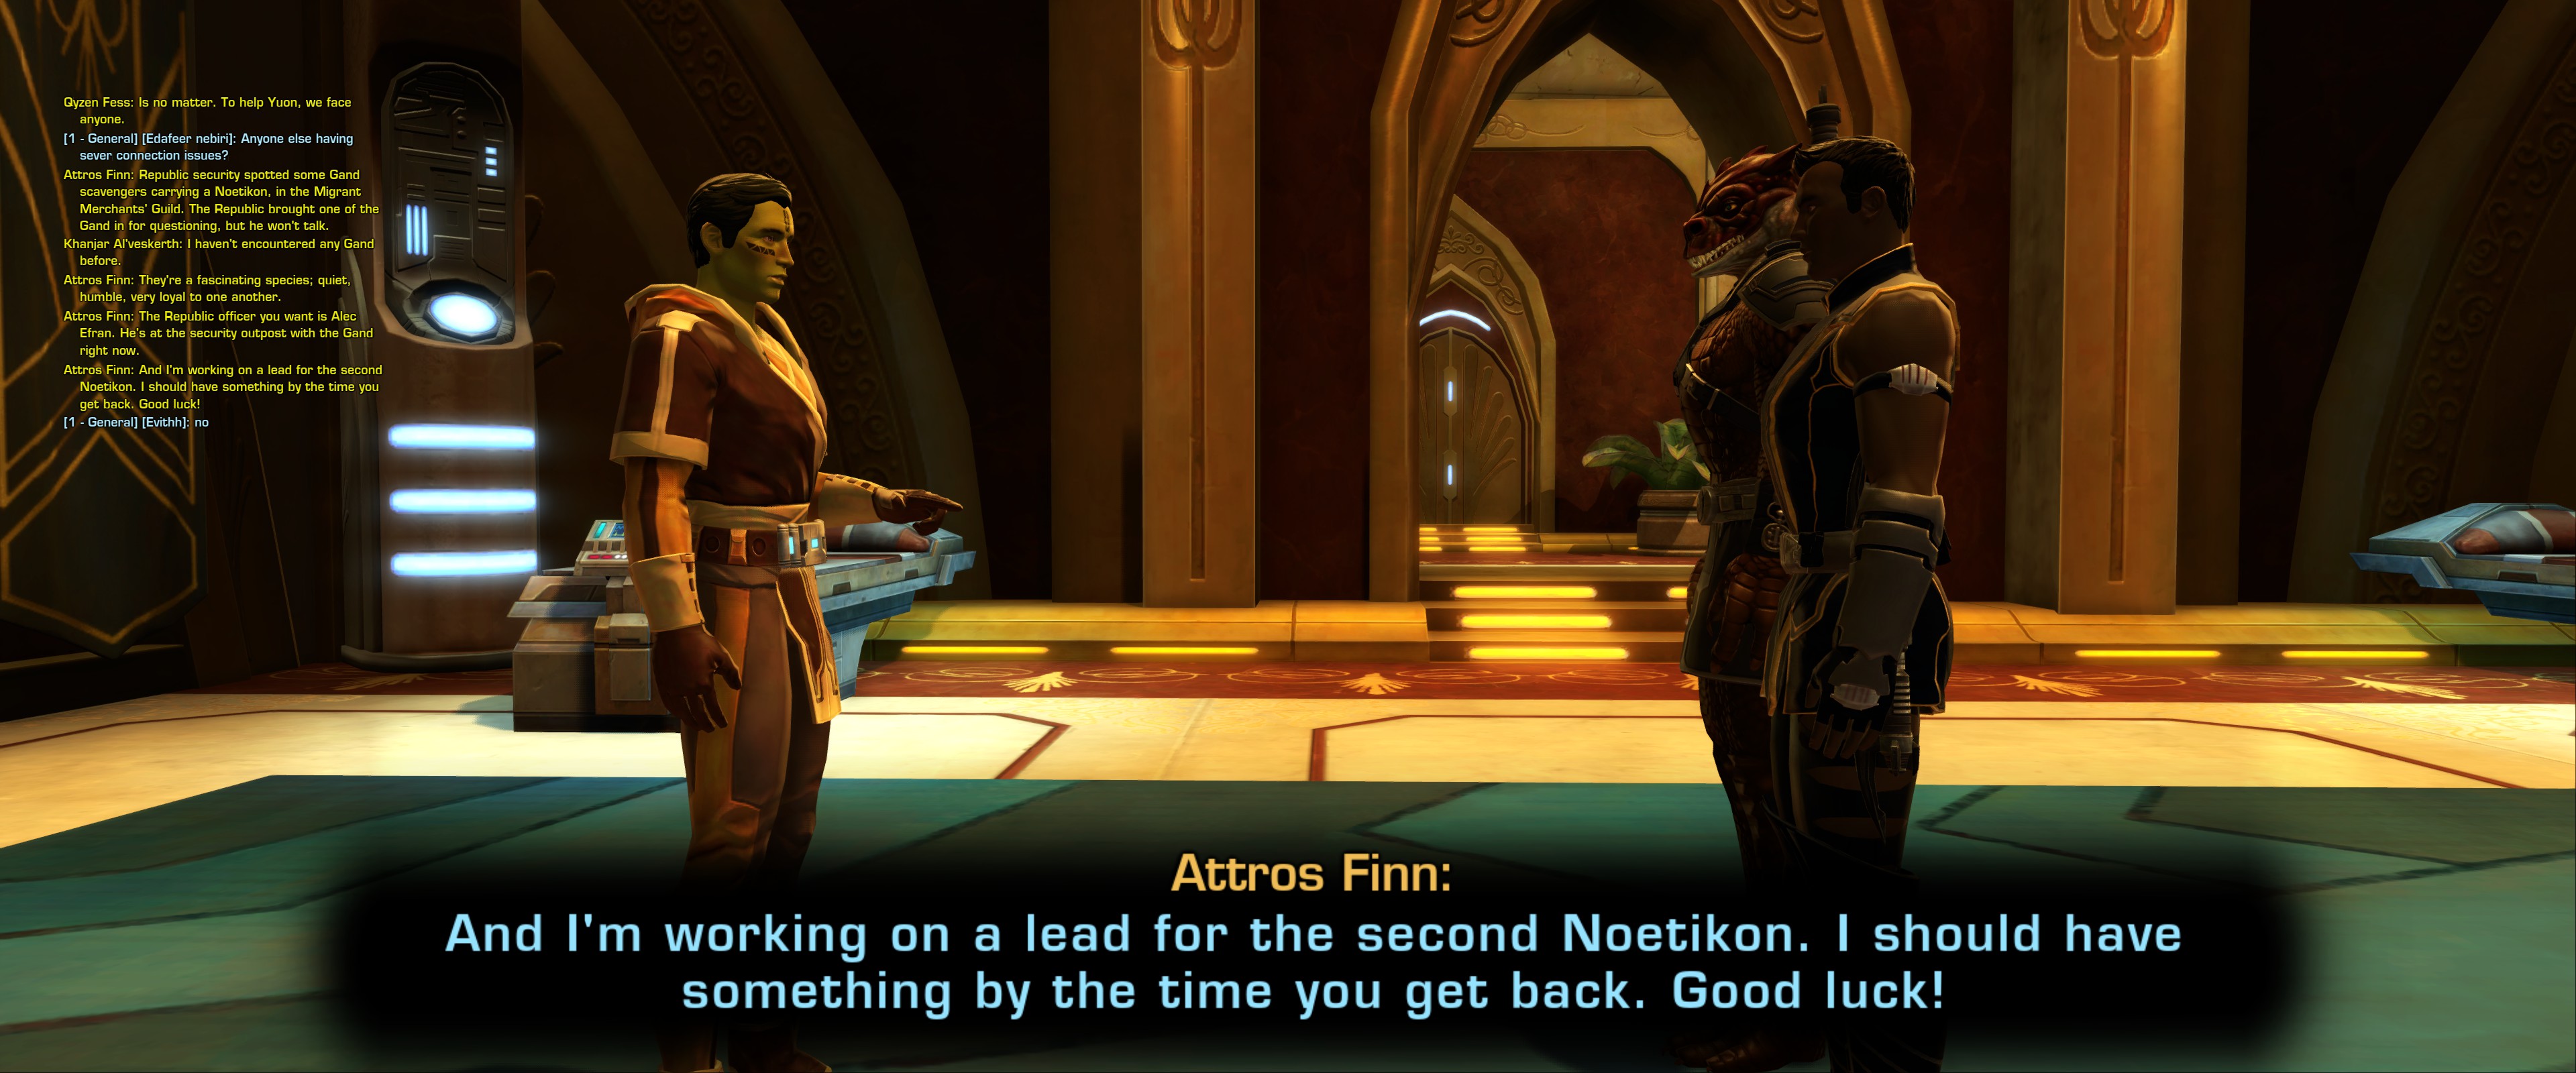 Qyzen Fess: Is no matter. To help Yuon, we face
anyone.
[1 - General] [Edafeer nebiri]: Anyone else having
sever connection issues?
Attros Finn: Republic security spotted some Gand
scavengers carrying a Noetikon, in the Migrant
Merchants' Guild. The Republic brought one of the
Gand in for questioning, but he won't talk.
Khanjar Al'veskerth: I haven't encountered any Gand
before.
Attros Finn: They're a fascinating species; quiet,
humble, very loyal to one another.
Attros Finn: The Republic officer you want is Alec
Efran. He's at the security outpost with the Gand
right now.
Attros Finn: And I'm working on a lead for the second
Noetikon. I should have something by the time you
get back. Good luck!
[1 - General] [Evithh]: no
Attros Finn:
And I'm working on a lead for the second Noetikon. I should have
something by the time you get back. Good luck!